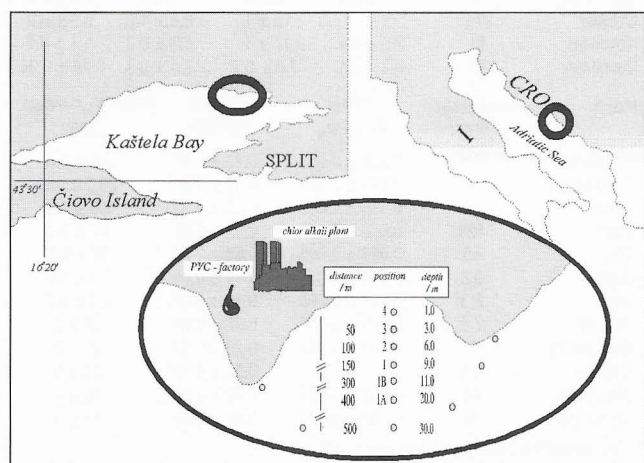 Kaštela Bay
SPLIT
43°30'
Čiovo Island
16°20'
CRO
I
Adriatic Sea
chlor alkali plant
PVC - factory
distance / m position depth / m
4 1.0
50 3 3.0
100 2 6.0
150 1 9.0
300 1B 11.0
400 1A 20.0
500 30.0